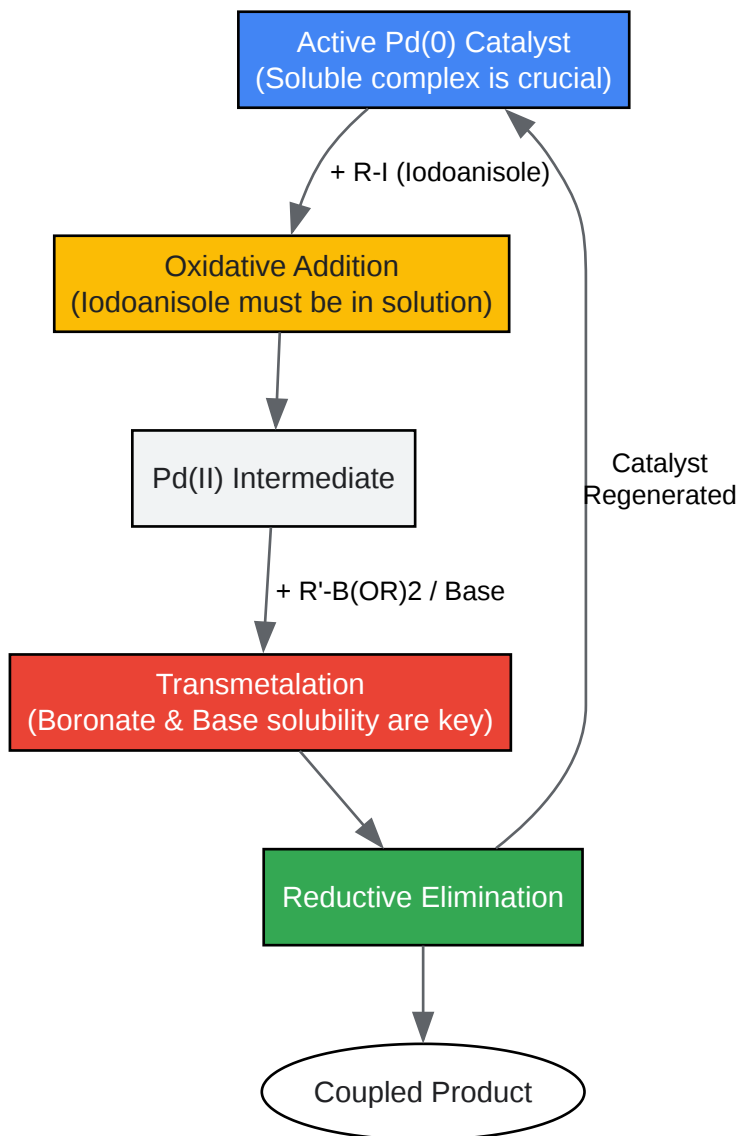 Active Pd(0) Catalyst
(Soluble complex is crucial)
+ R-I (Iodoanisole)
Oxidative Addition
(Iodoanisole must be in solution)
Pd(II) Intermediate
Catalyst
Regenerated
+ R'-B(OR)2 / Base
Transmetalation
(Boronate & Base solubility are key)
Reductive Elimination
Coupled Product